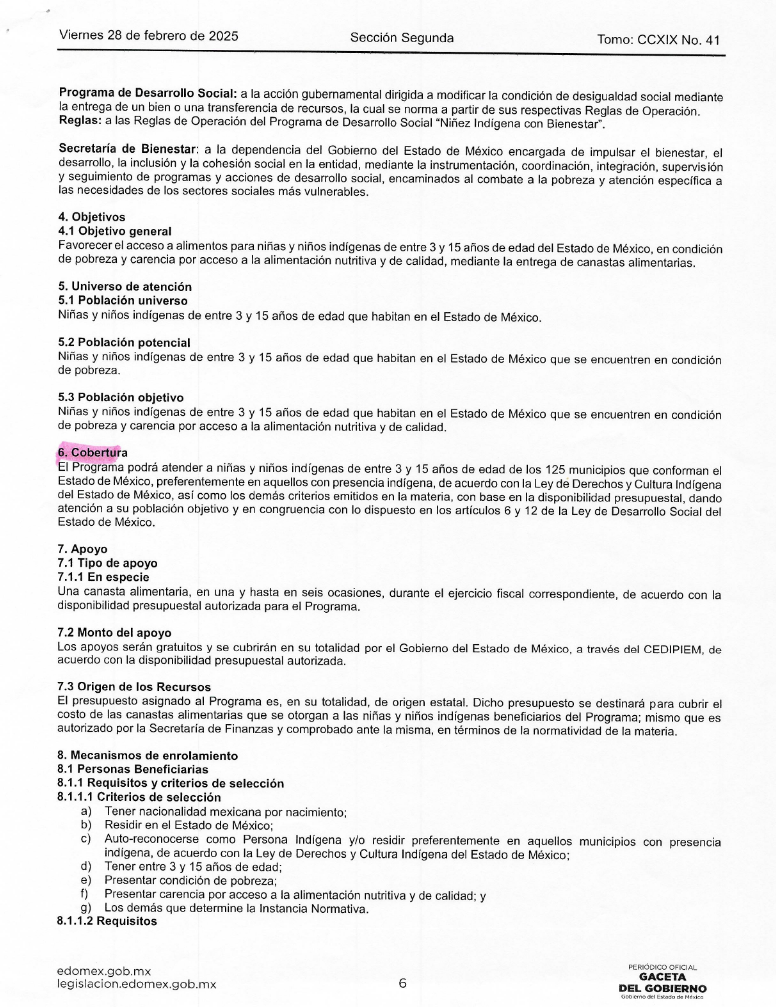 Viernes 28 de febrero de 2025
Sección Segunda
Tomo: CCXIX No. 41
Programa de Desarrollo Social: a la acción gubernamental dirigida a modificar la condición de desigualdad social mediante
la entrega de un bien o una transferencia de recursos, la cual se norma a partir de sus respectivas Reglas de Operación.
Reglas: a las Reglas de Operación del Programa de Desarrollo Social "Niñez Indígena con Bienestar".
Secretaría de Bienestar: a la dependencia del Gobierno del Estado de México encargada de impulsar el bienestar, el
desarrollo, la inclusión y la cohesión social en la entidad, mediante la instrumentación, coordinación, integración, supervisión
y seguimiento de programas y acciones de desarrollo social, encaminados al combate a la pobreza y atención específica a
las necesidades de los sectores sociales más vulnerables.
4. Objetivos
4.1 Objetivo general
Favorecer el acceso a alimentos para niñas y niños indígenas de entre 3 y 15 años de edad del Estado de México, en condición
de pobreza y carencia por acceso a la alimentación nutritiva y de calidad, mediante la entrega de canastas alimentarias.
5. Universo de atención
5.1 Población universo
Niñas y niños indígenas de entre 3 y 15 años de edad que habitan en el Estado de México.
5.2 Población potencial
Niñas y niños indígenas de entre 3 y 15 años de edad que habitan en el Estado de México que se encuentren en condición
de pobreza.
5.3 Población objetivo
Niñas y niños indígenas de entre 3 y 15 años de edad que habitan en el Estado de México que se encuentren en condición
de pobreza y carencia por acceso a la alimentación nutritiva y de calidad.
6. Cobertura
El Programa podrá atender a niñas y niños indígenas de entre 3 y 15 años de edad de los 125 municipios que conforman el
Estado de México, preferentemente en aquellos con presencia indígena, de acuerdo con la Ley de Derechos y Cultura Indígena
del Estado de México, así como los demás criterios emitidos en la materia, con base en la disponibilidad presupuestal, dando
atención a su población objetivo y en congruencia con lo dispuesto en los artículos 6 y 12 de la Ley de Desarrollo Social del
Estado de México.
7. Apoyo
7.1 Tipo de apoyo
7.1.1 En especie
Una canasta alimentaria, en una y hasta en seis ocasiones, durante el ejercicio fiscal correspondiente, de acuerdo con la
disponibilidad presupuestal autorizada para el Programa.
7.2 Monto del apoyo
Los apoyos serán gratuitos y se cubrirán en su totalidad por el Gobierno del Estado de México, a través del CEDIPIEM, de
acuerdo con la disponibilidad presupuestal autorizada.
7.3 Origen de los Recursos
El presupuesto asignado al Programa es, en su totalidad, de origen estatal. Dicho presupuesto se destinará para cubrir el
costo de las canastas alimentarias que se otorgan a las niñas y niños indígenas beneficiarios del Programa; mismo que es
autorizado por la Secretaría de Finanzas y comprobado ante la misma, en términos de la normatividad de la materia.
8. Mecanismos de enrolamiento
8.1 Personas Beneficiarias
8.1.1 Requisitos y criterios de selección
8.1.1.1 Criterios de selección
a) Tener nacionalidad mexicana por nacimiento;
b) Residir en el Estado de México;
c) Auto-reconocerse como Persona Indígena y/o residir preferentemente en aquellos municipios con presencia
indígena, de acuerdo con la Ley de Derechos y Cultura Indígena del Estado de México;
d) Tener entre 3 y 15 años de edad;
e) Presentar condición de pobreza;
f) Presentar carencia por acceso a la alimentación nutritiva y de calidad; y
g) Los demás que determine la Instancia Normativa.
8.1.1.2 Requisitos
edomex.gob.mx
legislacion.edomex.gob.mx
6
PERIÓDICO OFICIAL
GACETA
DEL GOBIERNO
Gobierno del Estado de México